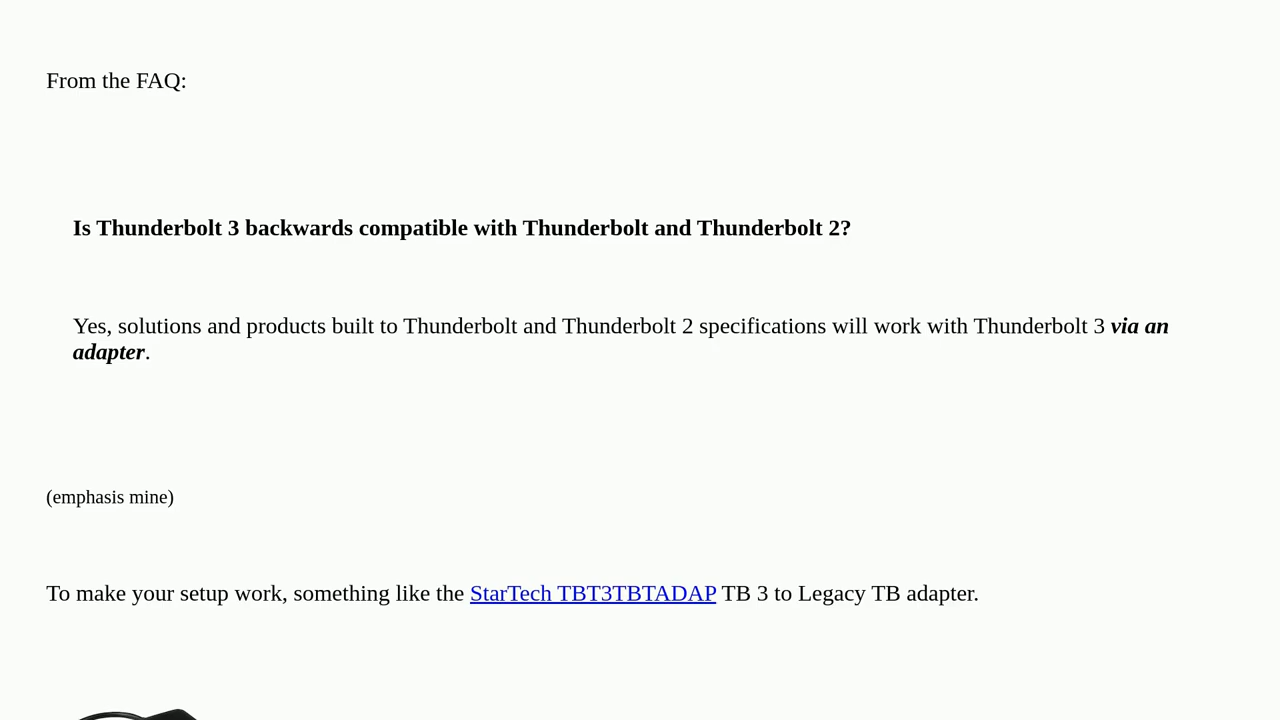 From the FAQ:
Is Thunderbolt 3 backwards compatible with Thunderbolt and Thunderbolt 2?
Yes, solutions and products built to Thunderbolt and Thunderbolt 2 specifications will work with Thunderbolt 3 via an
adapter.
(emphasis mine)
To make your setup work, something like the StarTech TBT3TBTADAP TB 3 to Legacy TB adapter.